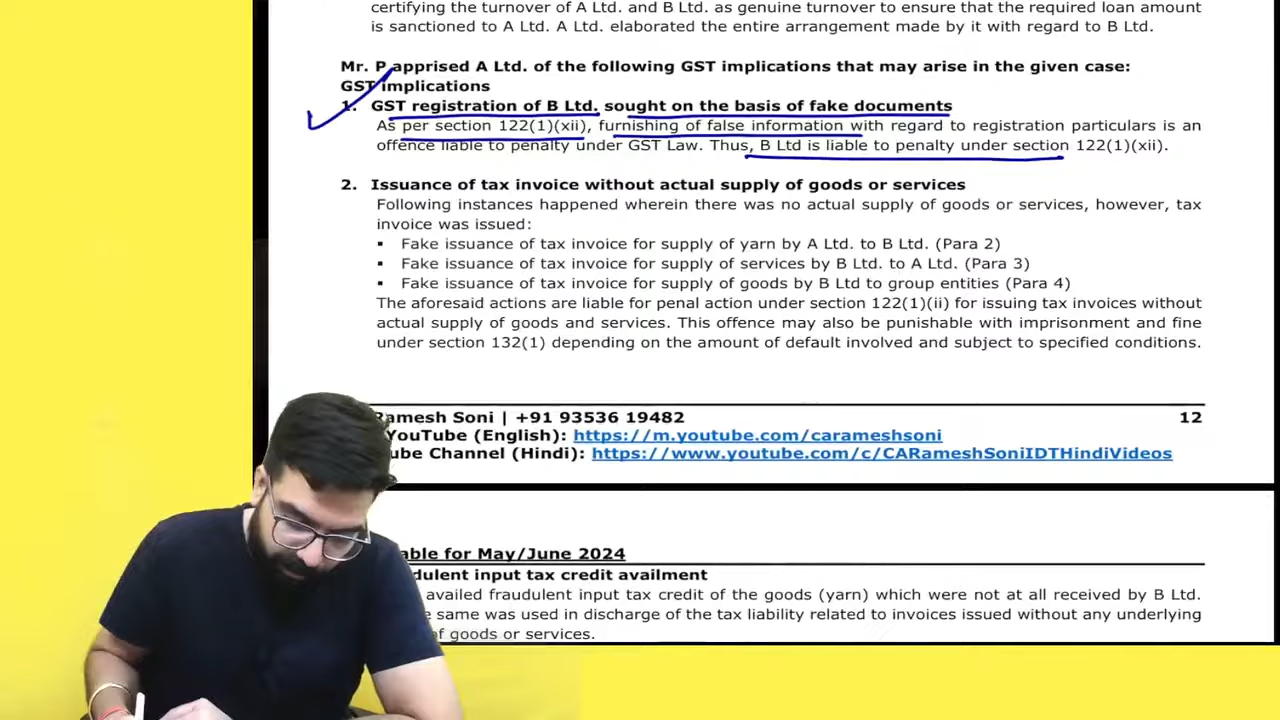 certifying the turnover of A Ltd. and B Ltd. as genuine turnover to ensure that the required loan amount
is sanctioned to A Ltd. A Ltd. elaborated the entire arrangement made by it with regard to B Ltd.
Mr. P apprised A Ltd. of the following GST implications that may arise in the given case:
GST implications
1. GST registration of B Ltd. sought on the basis of fake documents
As per section 122(1)(xii), furnishing of false information with regard to registration particulars is an
offence liable to penalty under GST Law. Thus, B Ltd is liable to penalty under section 122(1)(xii).
2. Issuance of tax invoice without actual supply of goods or services
Following instances happened wherein there was no actual supply of goods or services, however, tax
invoice was issued:
▪ Fake issuance of tax invoice for supply of yarn by A Ltd. to B Ltd. (Para 2)
▪ Fake issuance of tax invoice for supply of services by B Ltd. to A Ltd. (Para 3)
▪ Fake issuance of tax invoice for supply of goods by B Ltd to group entities (Para 4)
The aforesaid actions are liable for penal action under section 122(1)(ii) for issuing tax invoices without
actual supply of goods and services. This offence may also be punishable with imprisonment and fine
under section 132(1) depending on the amount of default involved and subject to specified conditions.
Ramesh Soni | +91 93536 19482 12
YouTube (English): https://m.youtube.com/carameshsoni
ube Channel (Hindi): https://www.youtube.com/c/CARameshSoniIDTHindiVideos
able for May/June 2024
dulent input tax credit availment
availed fraudulent input tax credit of the goods (yarn) which were not at all received by B Ltd.
same was used in discharge of the tax liability related to invoices issued without any underlying
of goods or services.